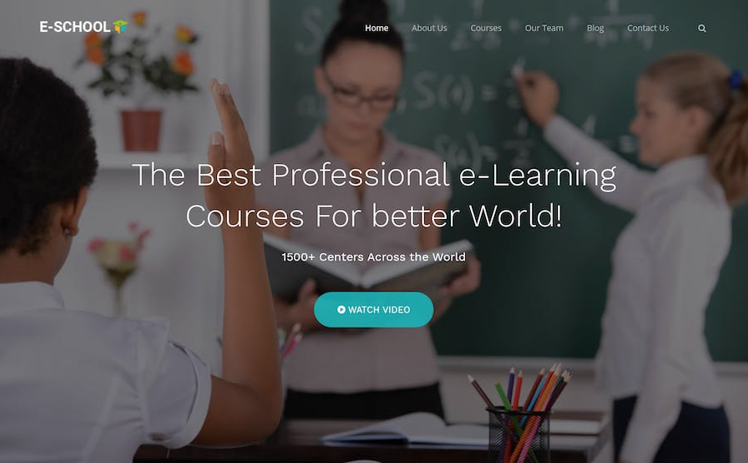 E-SCHOOL
Home About Us Courses Our Team Blog Contact Us
The Best Professional e-Learning
Courses For better World!
1500+ Centers Across the World
WATCH VIDEO